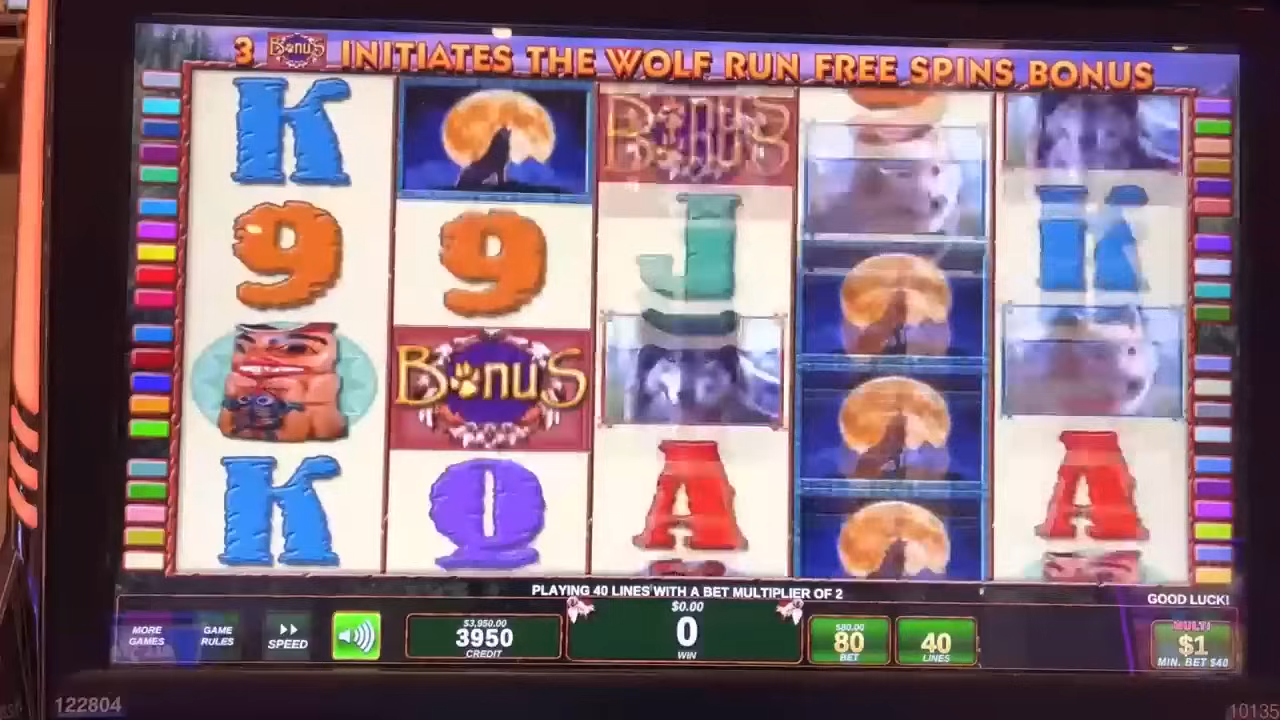 3 BONUS INITIATES THE WOLF RUN FREE SPINS BONUS
K
BONUS
9 9 J K
BONUS
K Q A A
PLAYING 40 LINES WITH A BET MULTIPLIER OF 2
GOOD LUCK!
MORE GAMES
GAME RULES
SPEED
$3,950.00
3950
CREDIT
$0.00
0
WIN
$80.00
80
BET
40
LINES
MULTI
$1
MIN. BET $40
122804
10135